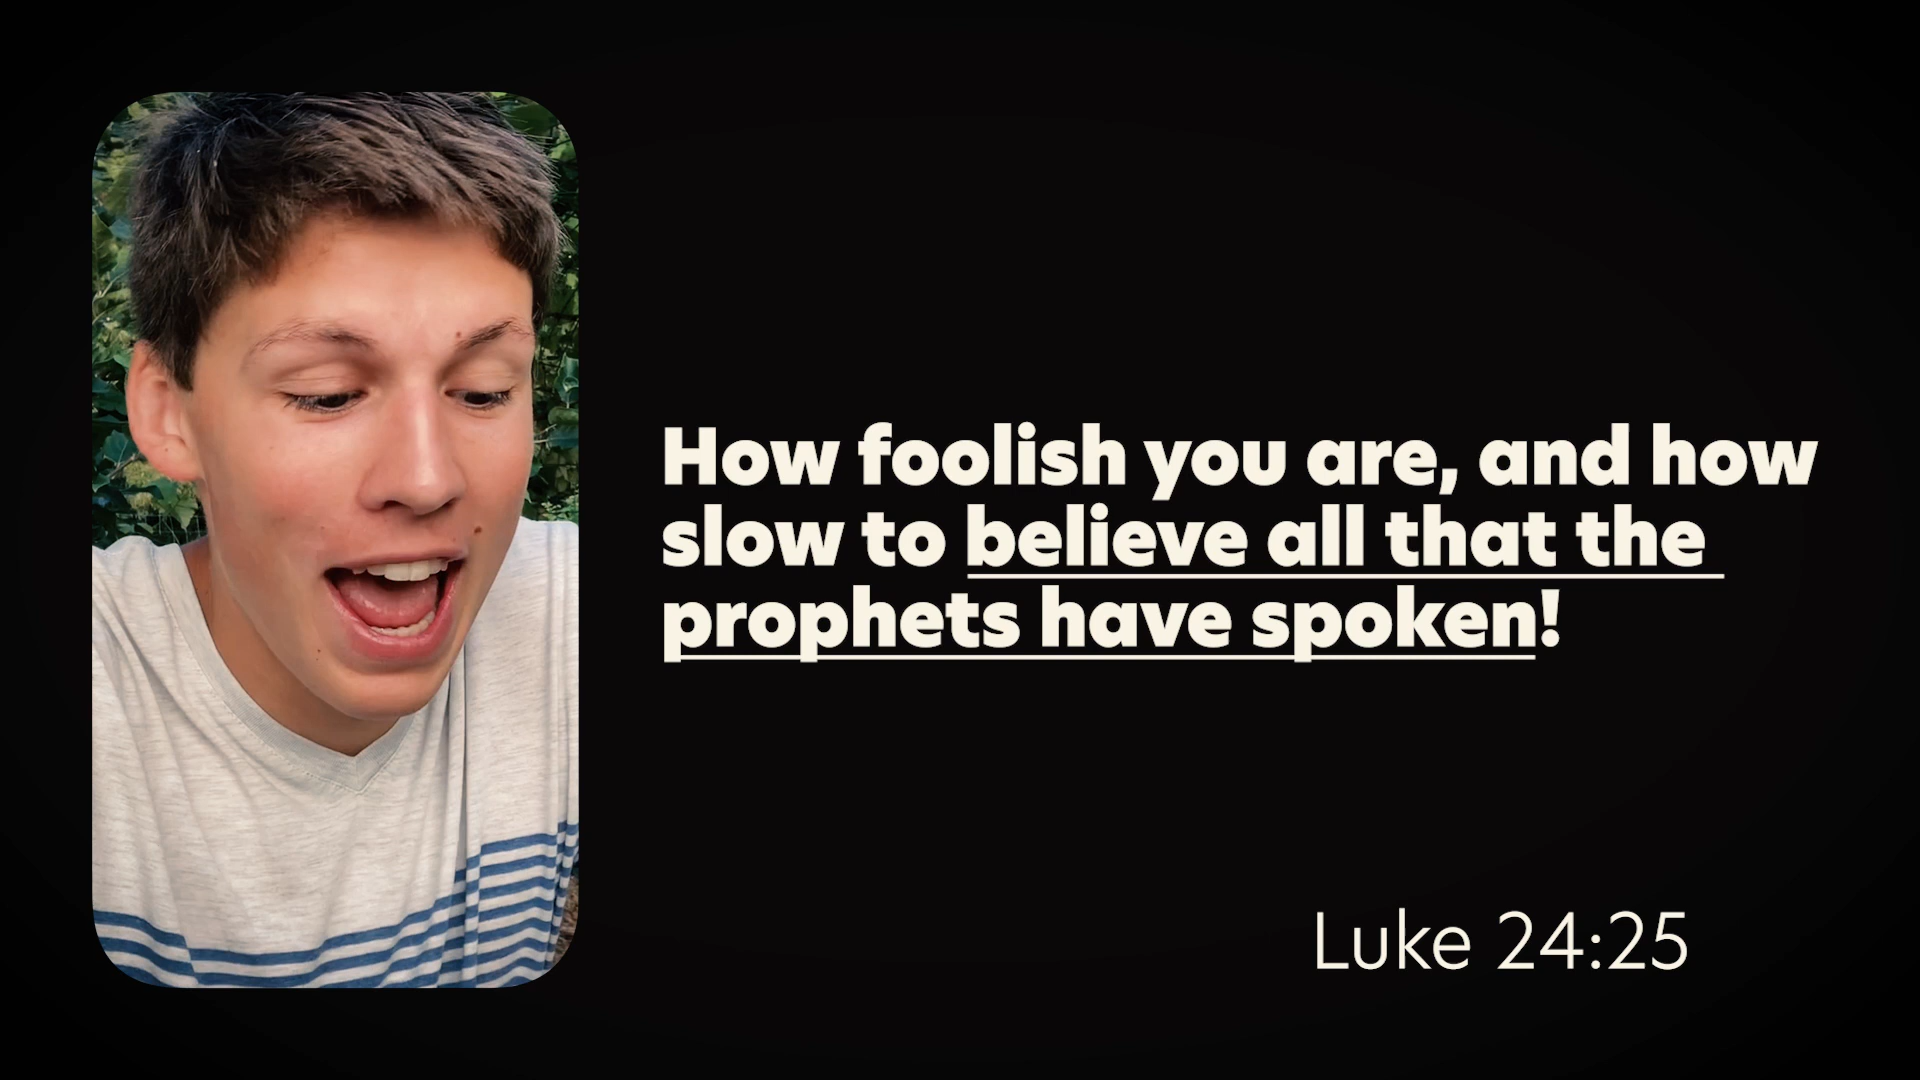 How foolish you are, and how
slow to believe all that the
prophets have spoken!
Luke 24:25